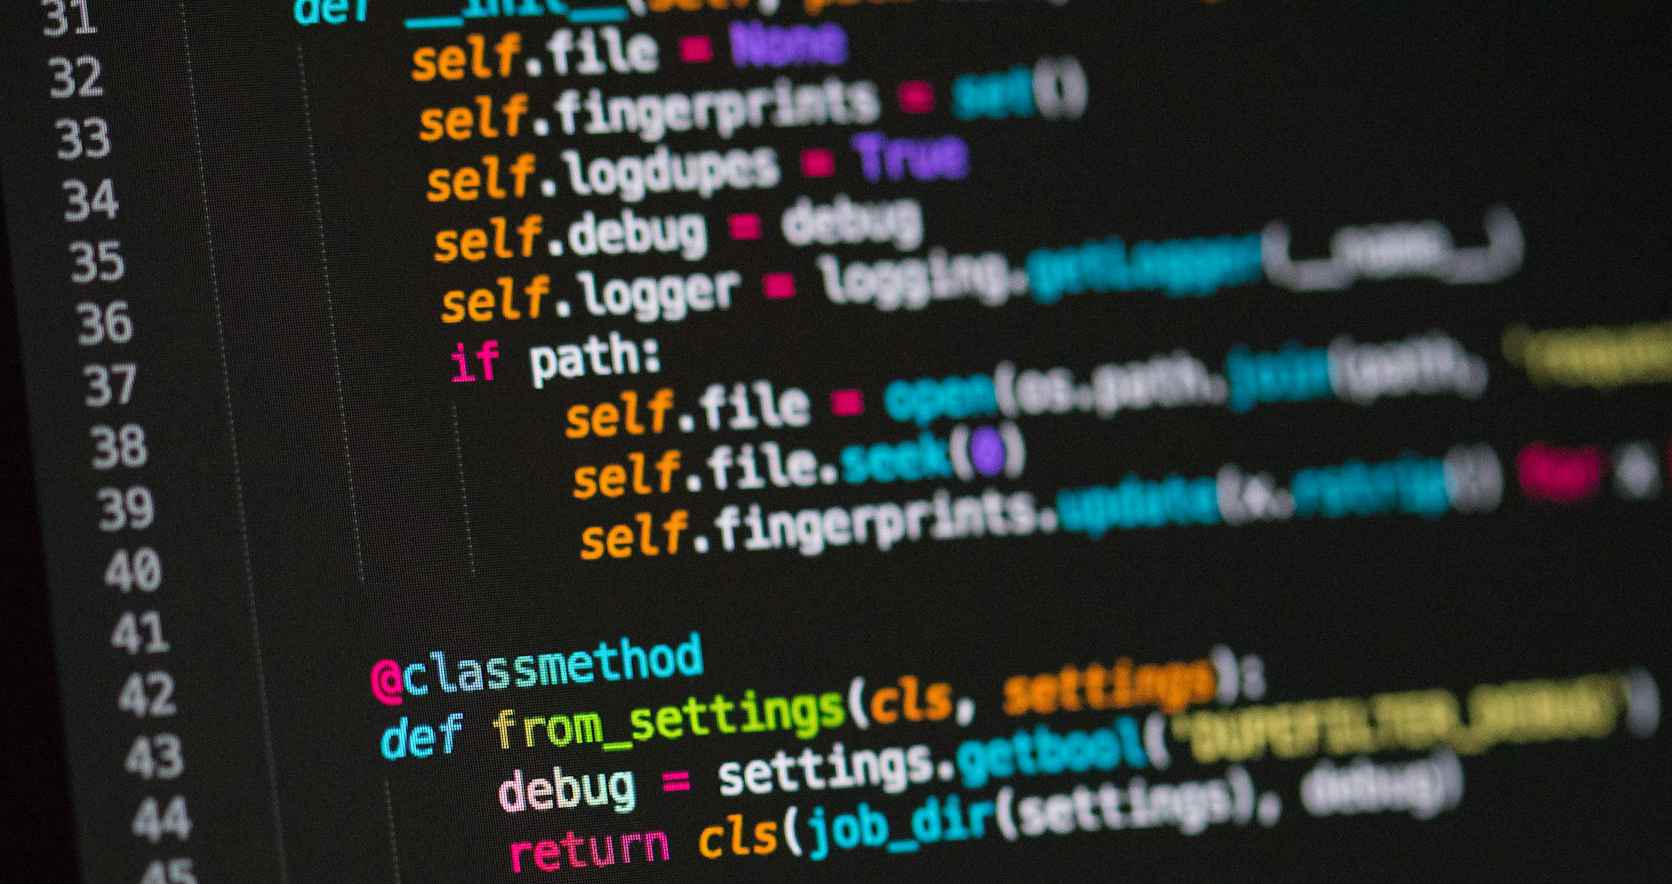 31 def __init__(self, path
32 self.file = None
33 self.fingerprints = set()
34 self.logdupes = True
35 self.debug = debug
36 self.logger = logging.getLogger(__name__)
37 if path:
38 self.file = open(os.path.join(path,
39 self.file.seek(0)
40 self.fingerprints.update(x.rstrip() for x
41
42 @classmethod
43 def from_settings(cls, settings):
44 debug = settings.getbool('DUPEFILTER_DEBUG')
45 return cls(job_dir(settings), debug)